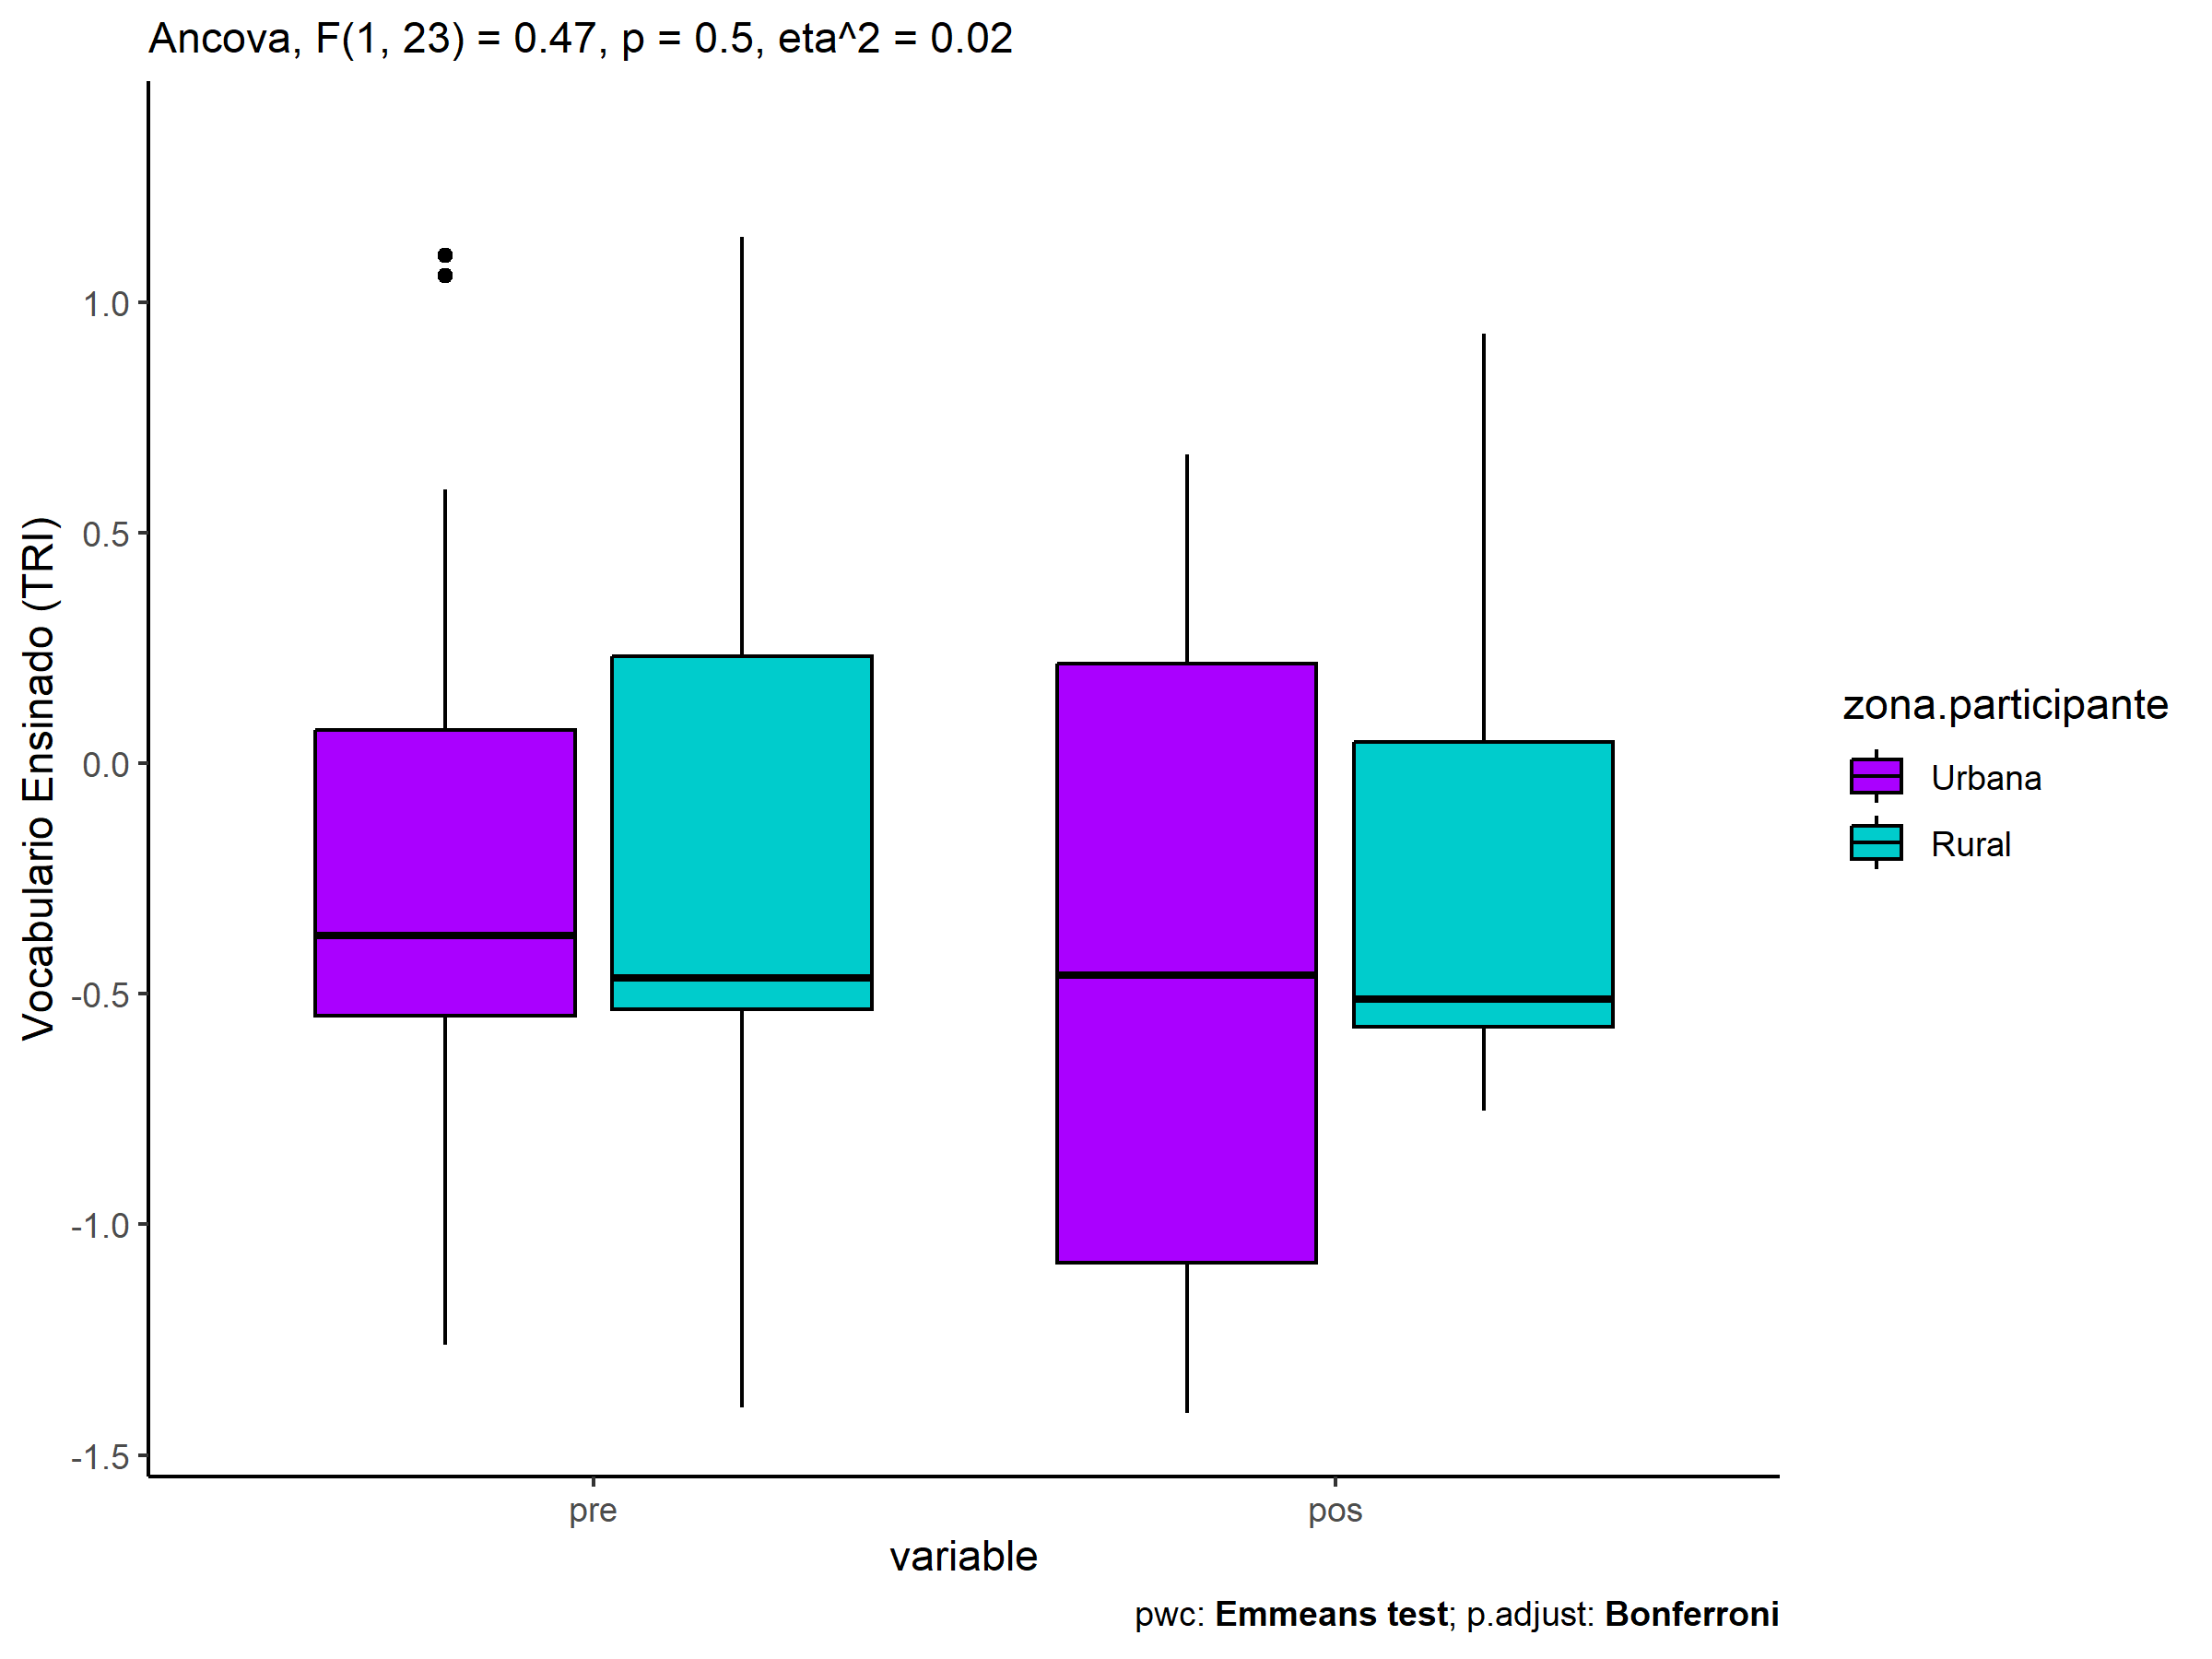 Ancova, F(1, 23) = 0.47, p = 0.5, eta^2 = 0.02
Vocabulario Ensinado (TRI)
1.0
0.5
0.0
-0.5
-1.0
-1.5
pre
pos
variable
zona.participante
Urbana
Rural
pwc: Emmeans test; p.adjust: Bonferroni